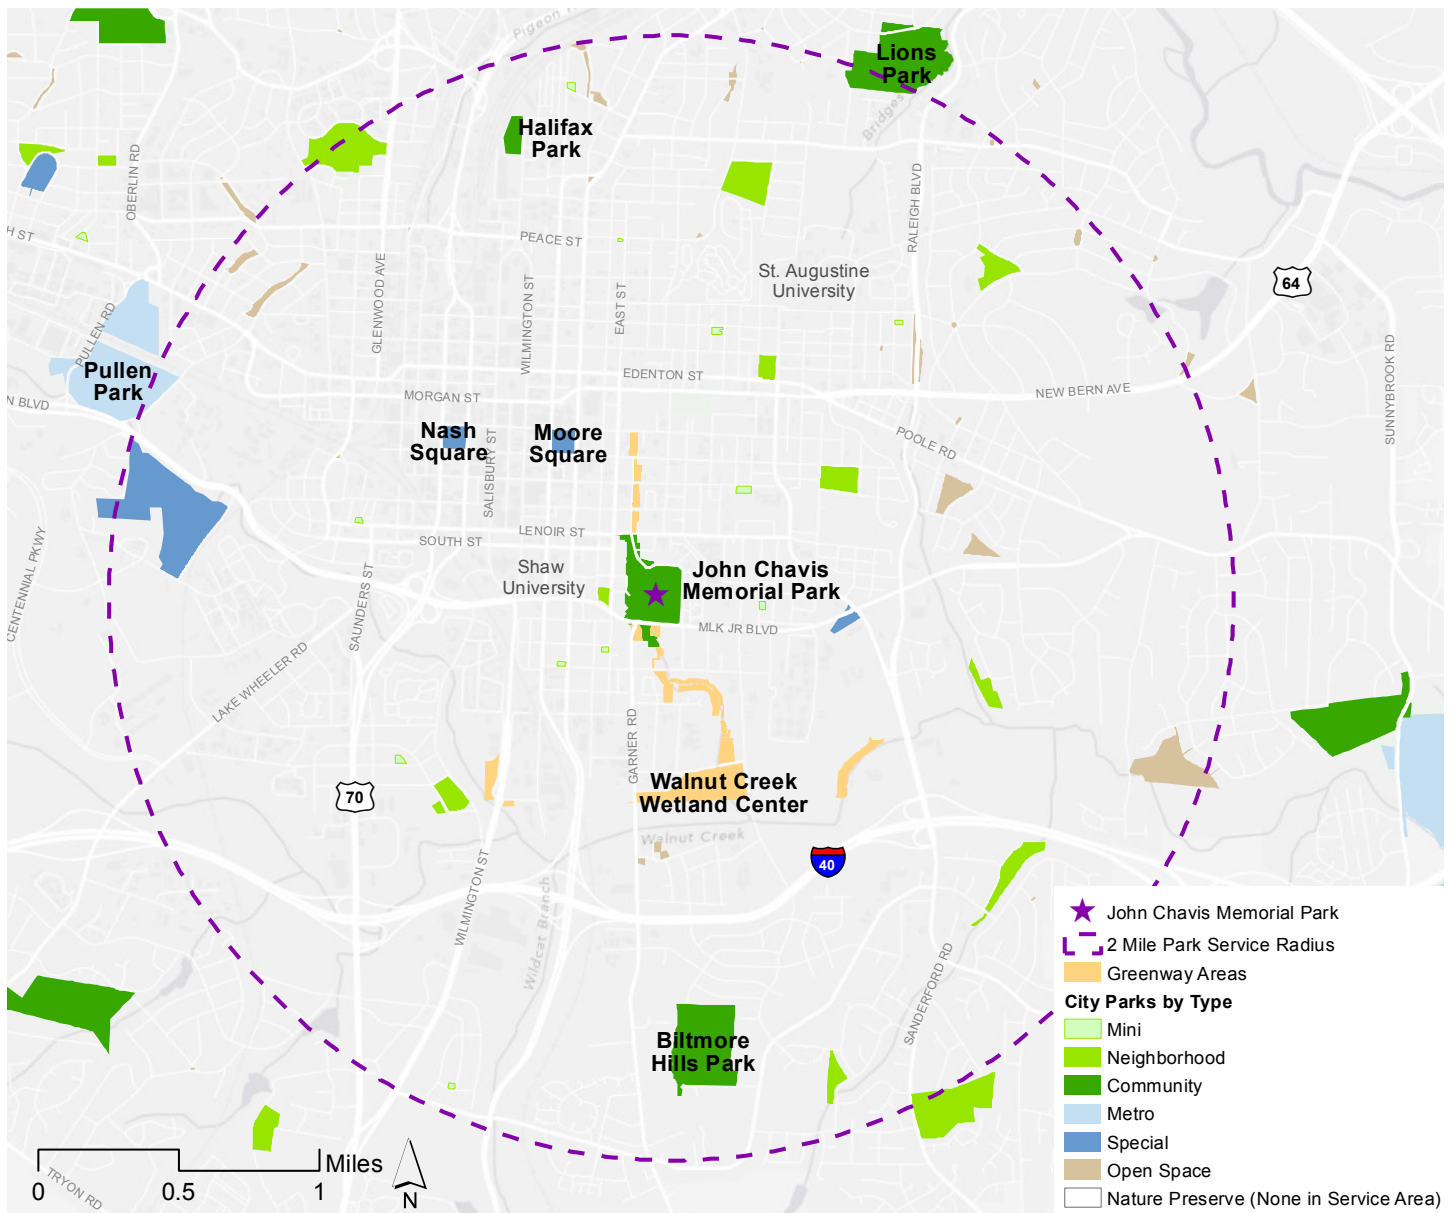 Pigeon
Lions
Park
Bridges
Halifax
Park
OBERLIN RD
RALEIGH BLVD
H ST
PEACE ST
St. Augustine
University
64
GLENWOOD AVE
WILMINGTON ST
EAST ST
PULLEN RD
Pullen
Park
EDENTON ST
NEW BERN AVE
SUNNYBROOK RD
MORGAN ST
N BLVD
Nash
Square
Moore
Square
SALISBURY ST
POOLE RD
LENOIR ST
SOUTH ST
CENTENNIAL PKWY
Shaw
University
John Chavis
Memorial Park
SAUNDERS ST
MLK JR BLVD
LAKE WHEELER RD
GARNER RD
70
Walnut Creek
Wetland Center
Walnut Creek
40
WILMINGTON ST
Wildcat Branch
SANDERFORD RD
Biltmore
Hills Park
John Chavis Memorial Park
2 Mile Park Service Radius
Greenway Areas
City Parks by Type
Mini
Neighborhood
Community
Metro
Special
Open Space
Nature Preserve (None in Service Area)
Miles
0 0.5 1
N
TRYON RD